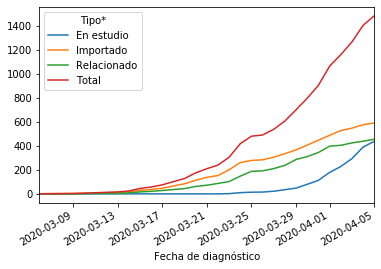 Tipo*
En estudio
Importado
Relacionado
Total
1400
1200
1000
800
600
400
200
0
2020-03-09
2020-03-13
2020-03-17
2020-03-21
2020-03-25
2020-03-29
2020-04-01
2020-04-05
Fecha de diagnóstico